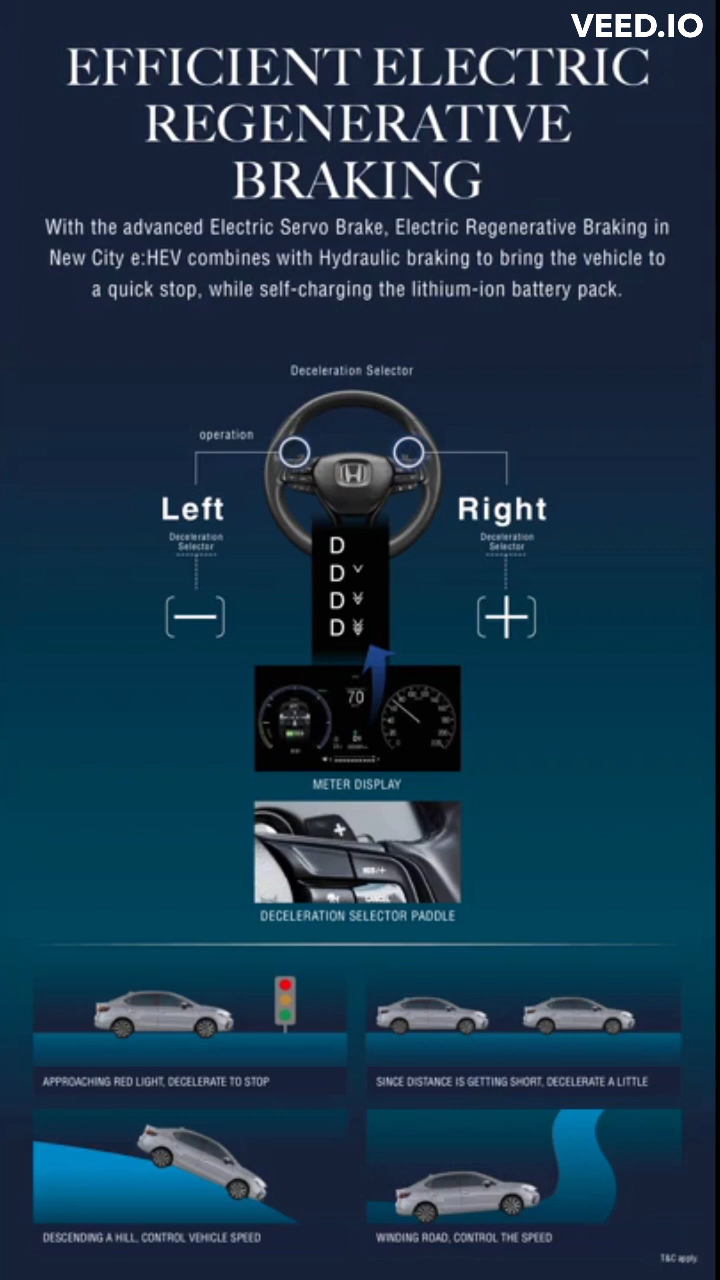 VEED.IO
EFFICIENT ELECTRIC
REGENERATIVE
BRAKING
With the advanced Electric Servo Brake, Electric Regenerative Braking in
New City e:HEV combines with Hydraulic braking to bring the vehicle to
a quick stop, while self-charging the lithium-ion battery pack.
Deceleration Selector
operation
Left
Right
Deceleration
Selector
Deceleration
Selector
−
+
D
D
D
D
70
METER DISPLAY
+
RES/+
CANCEL
DECELERATION SELECTOR PADDLE
APPROACHING RED LIGHT, DECELERATE TO STOP
SINCE DISTANCE IS GETTING SHORT, DECELERATE A LITTLE
DESCENDING A HILL, CONTROL VEHICLE SPEED
WINDING ROAD, CONTROL THE SPEED
T&C apply.